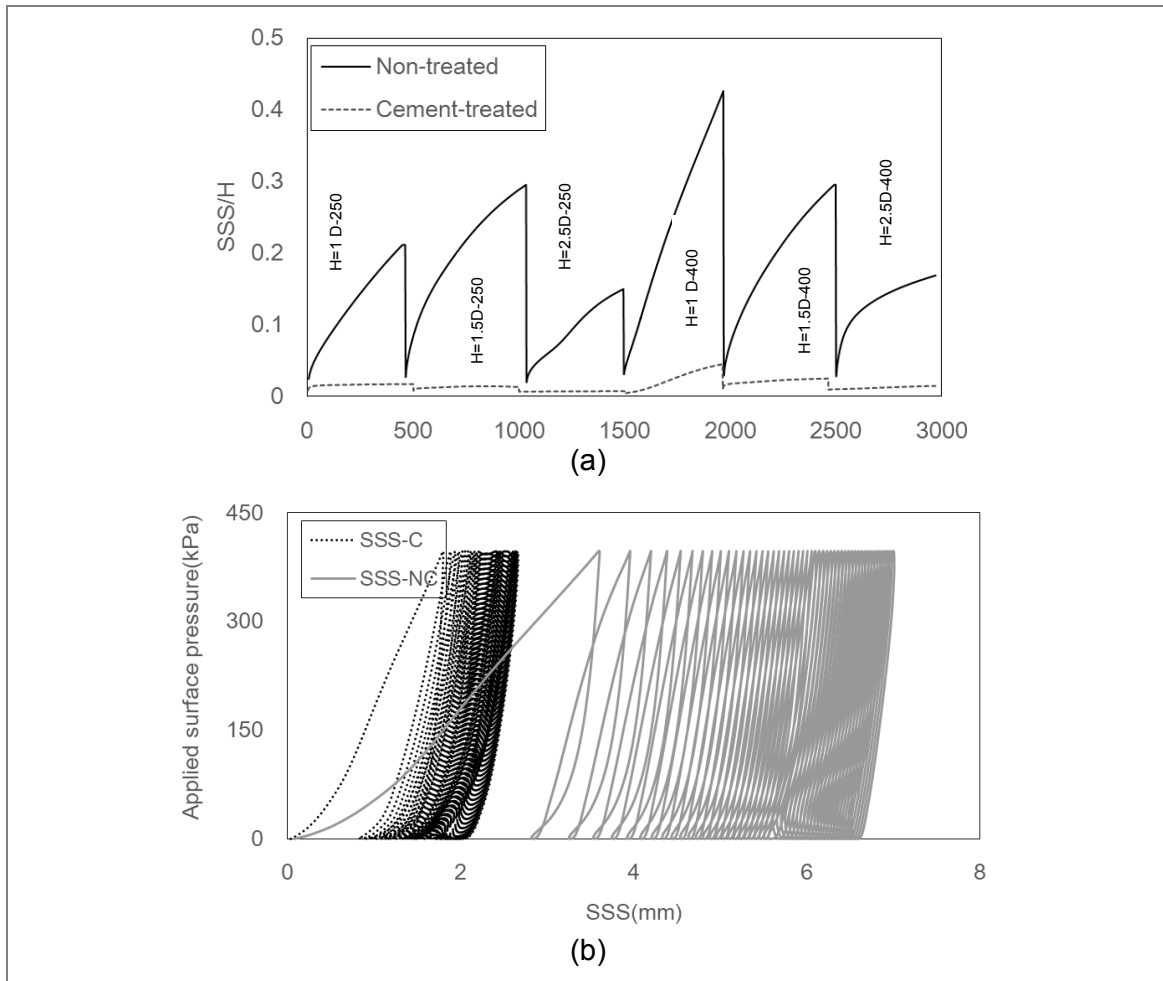 0.5
Non-treated
Cement-treated
0.4
0.3
0.2
0.1
0
SSS/H
H=1 D-250
H=1.5D-250
H=2.5D-250
H=1 D-400
H=1.5D-400
H=2.5D-400
0 500 1000 1500 2000 2500 3000
(a)
450
SSS-C
SSS-NC
300
150
0
Applied surface pressure(kPa)
0 2 4 6 8
SSS(mm)
(b)